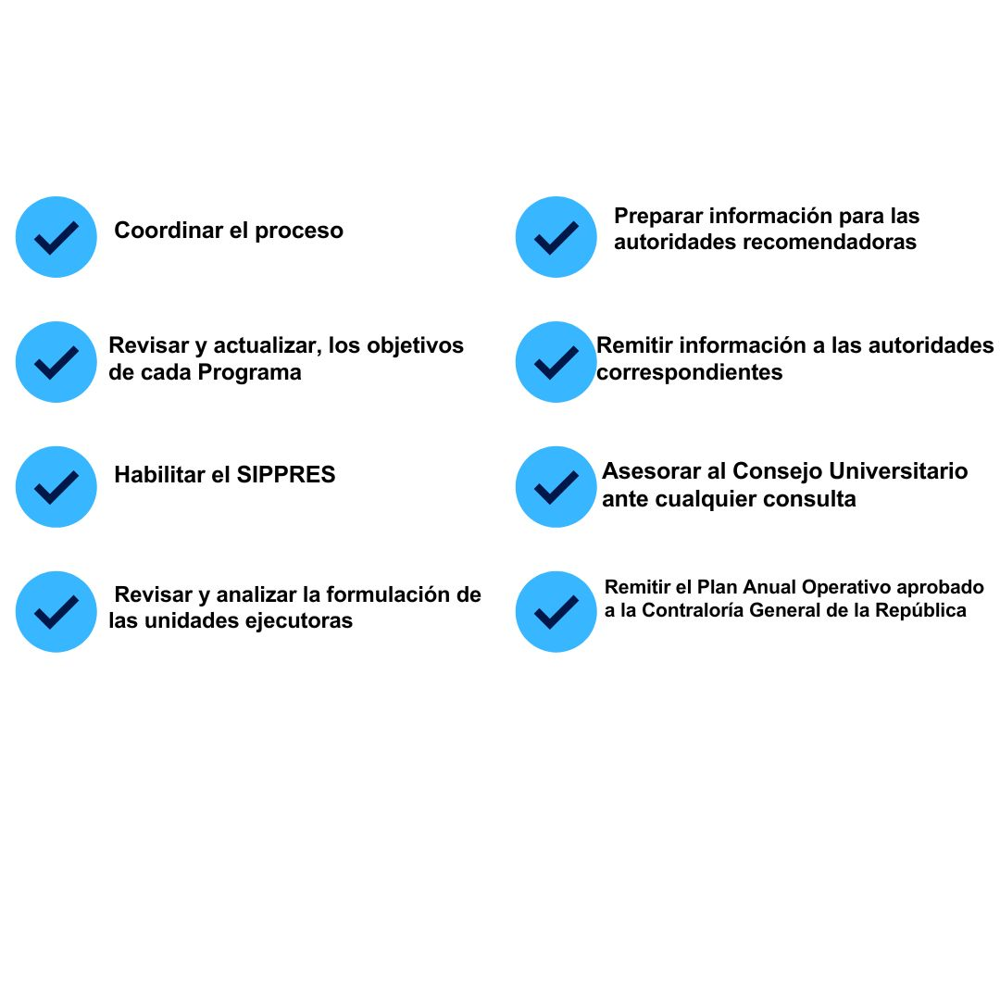 Coordinar el proceso
Revisar y actualizar, los objetivos
de cada Programa
Habilitar el SIPPRES
Revisar y analizar la formulación de
las unidades ejecutoras
Preparar información para las
autoridades recomendadoras
Remitir información a las autoridades
correspondientes
Asesorar al Consejo Universitario
ante cualquier consulta
Remitir el Plan Anual Operativo aprobado
a la Contraloría General de la República